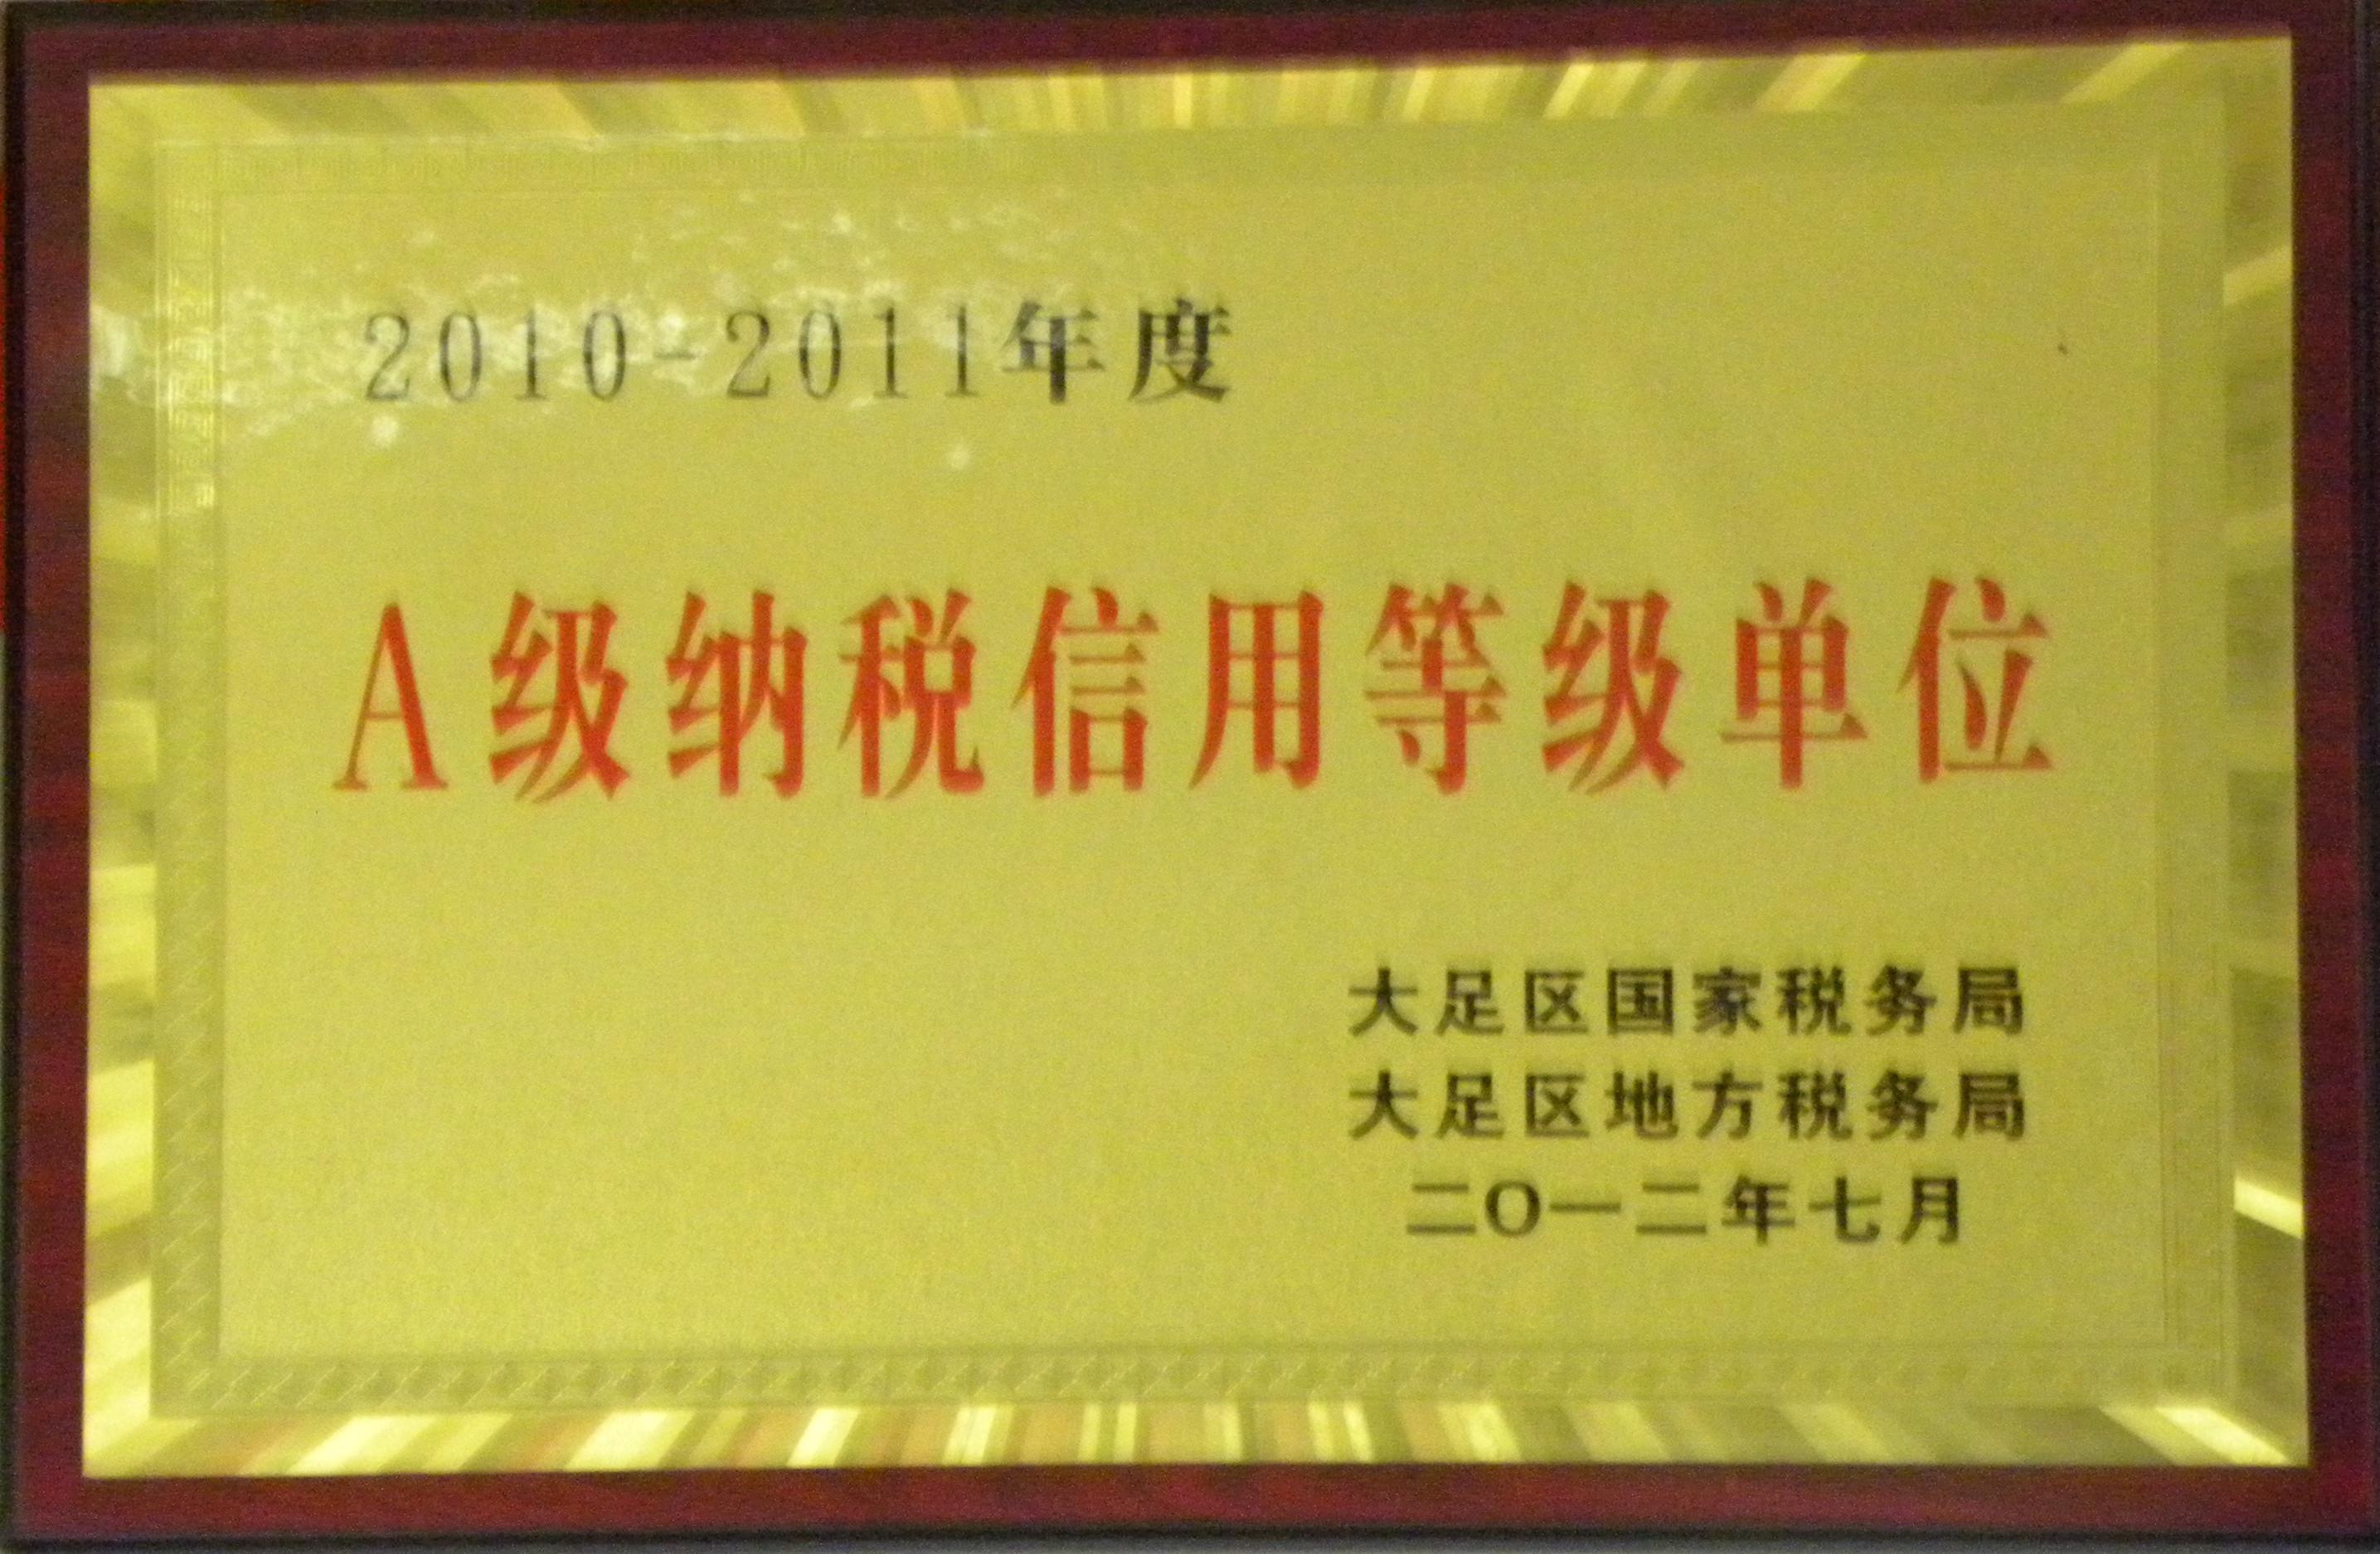 2010-2011年度
A级纳税信用等级单位
大足区国家税务局
大足区地方税务局
二〇一二年七月